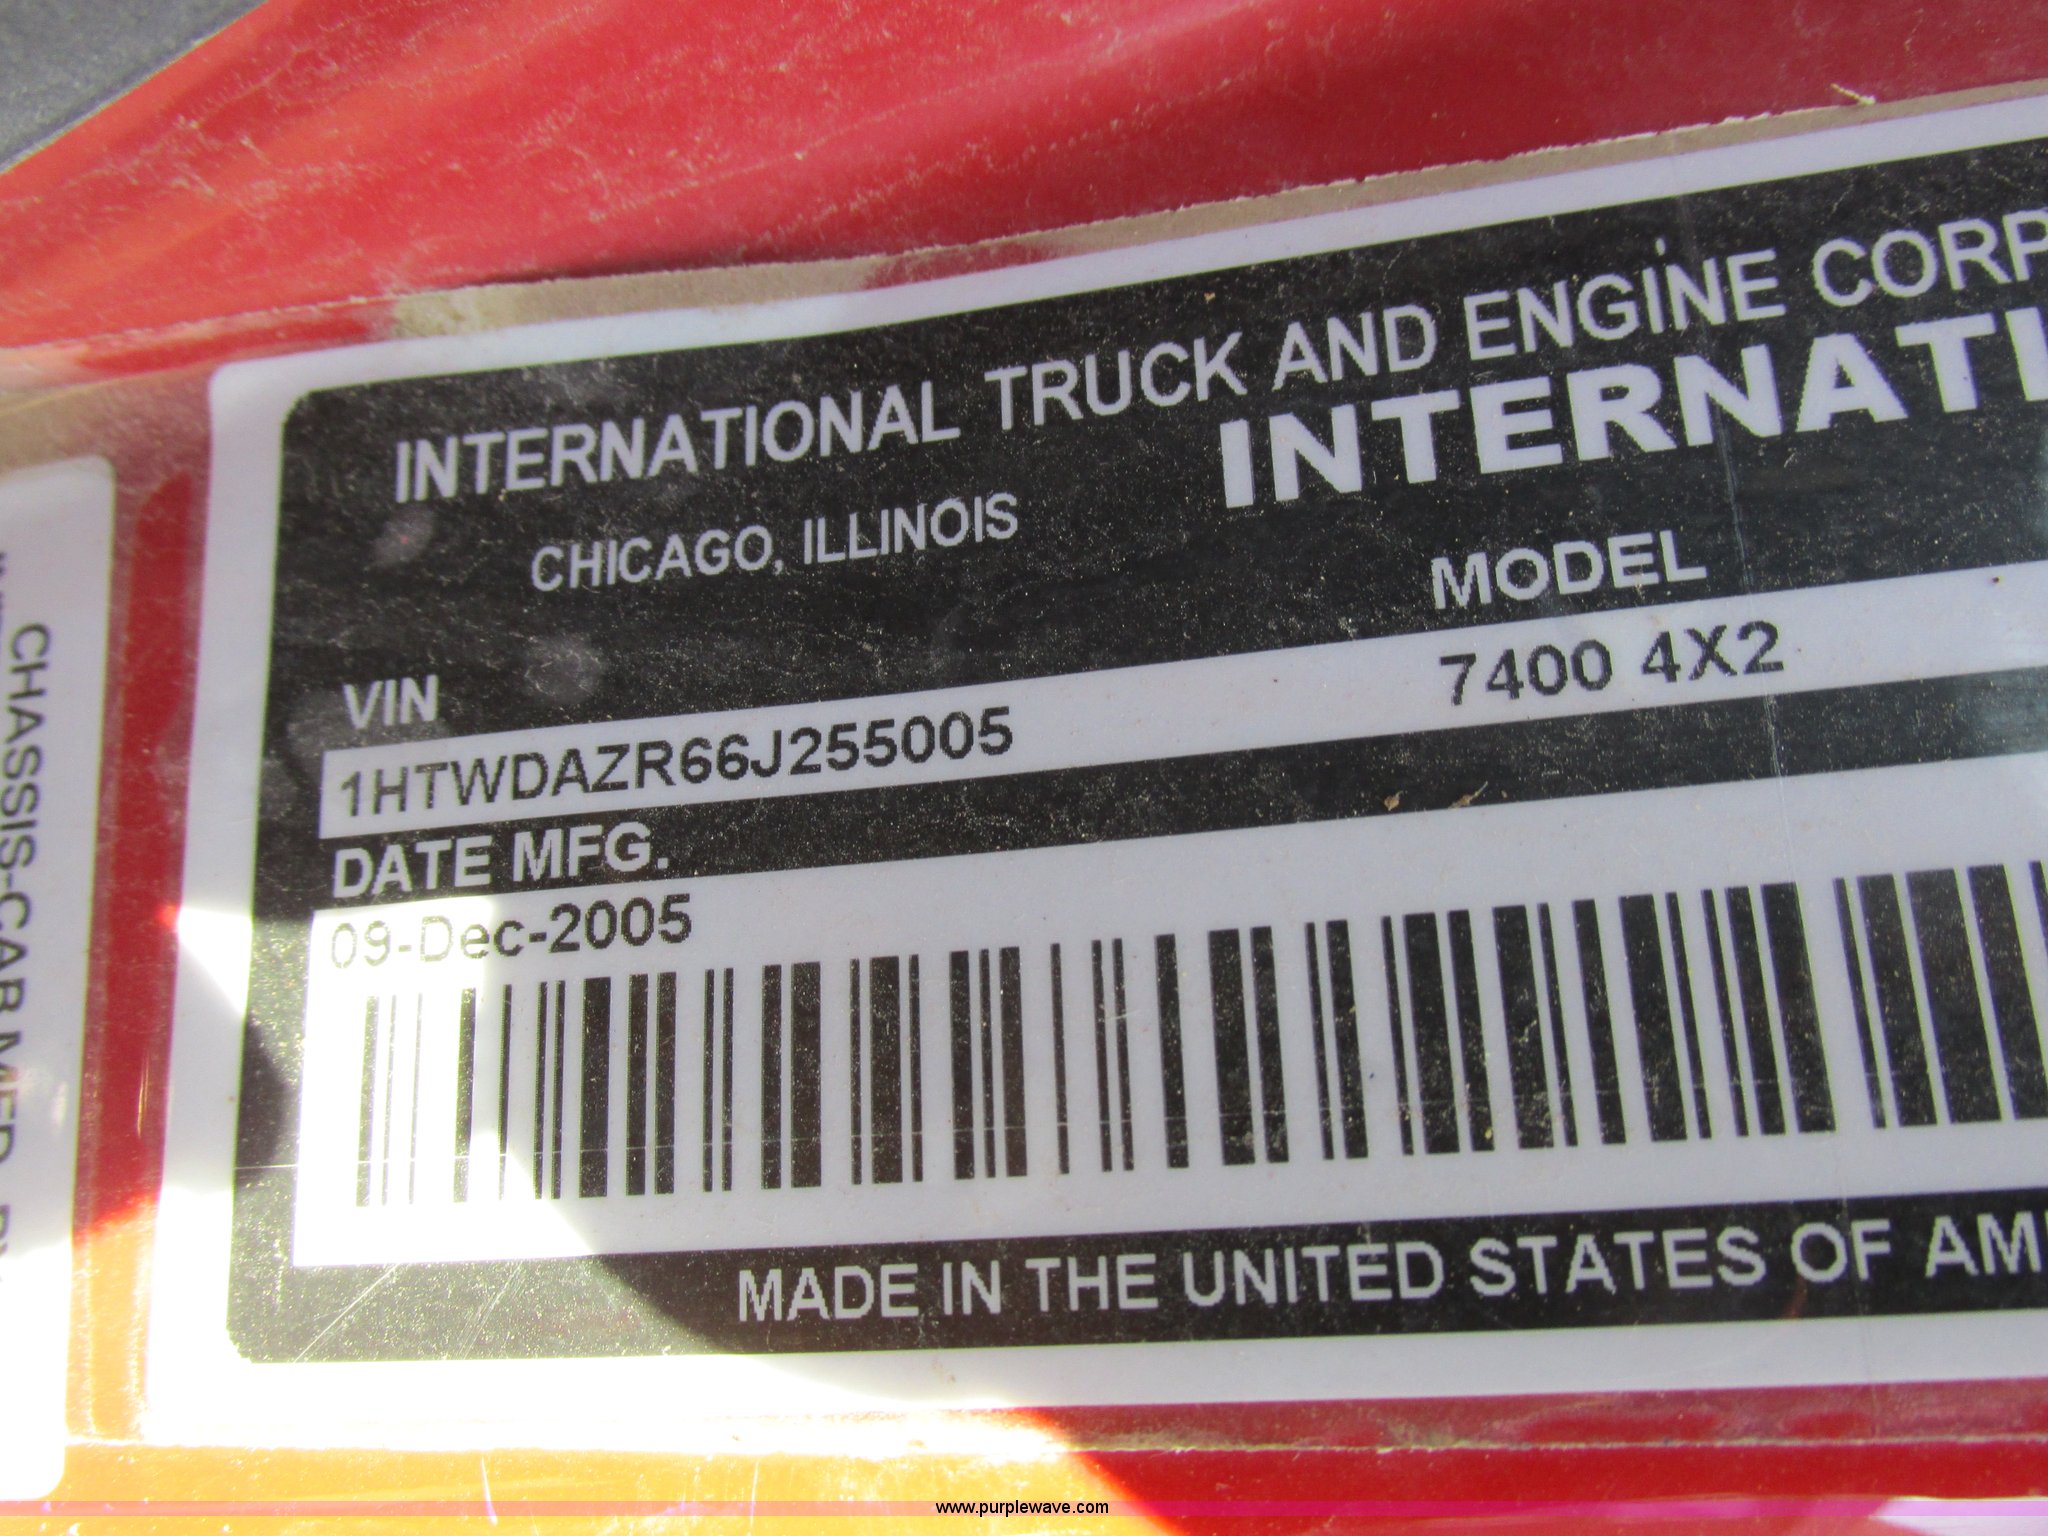 INTERNATIONAL TRUCK AND ENGINE CORP
CHICAGO, ILLINOIS
INTERNATI
MODEL
VIN
7400 4X2
1HTWDAZR66J255005
DATE MFG.
09-Dec-2005
MADE IN THE UNITED STATES OF AM
CHASSIS-CAB MFD.
www.purplewave.com